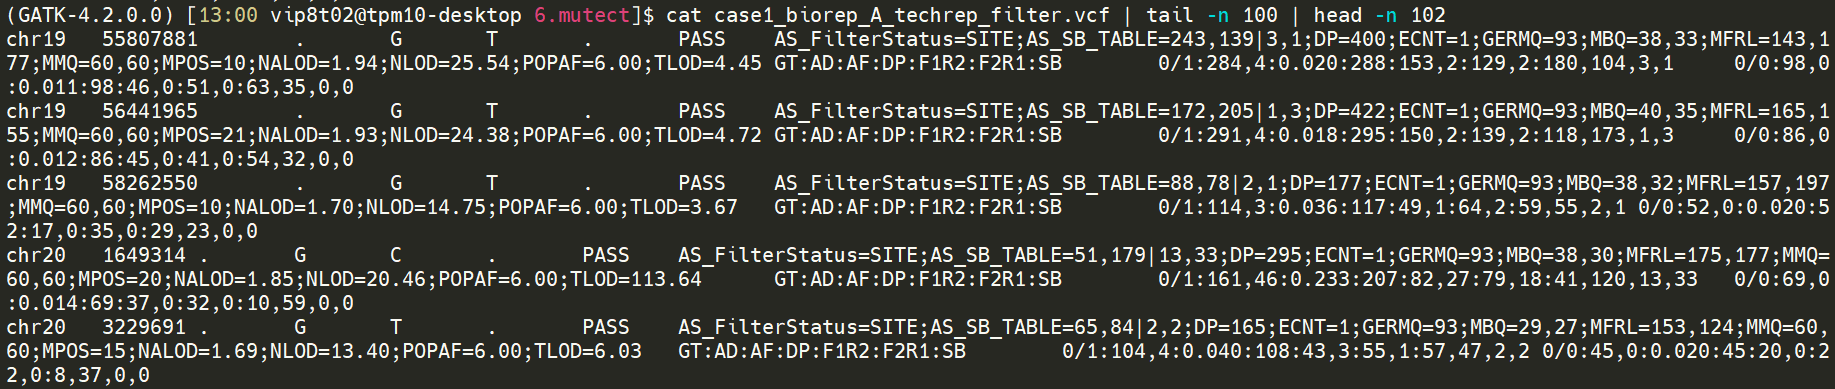 (GATK-4.2.0.0) [13:00 vip8t02@tpm10-desktop 6.mutect]$ cat case1_biorep_A_techrep_filter.vcf | tail -n 100 | head -n 102
chr19   55807881        .       G       T       .       PASS    AS_FilterStatus=SITE;AS_SB_TABLE=243,139|3,1;DP=400;ECNT=1;GERMQ=93;MBQ=38,33;MFRL=143,1
77;MMQ=60,60;MPOS=10;NALOD=1.94;NLOD=25.54;POPAF=6.00;TLOD=4.45 GT:AD:AF:DP:F1R2:F2R1:SB        0/1:284,4:0.020:288:153,2:129,2:180,104,3,1     0/0:98,0
:0.011:98:46,0:51,0:63,35,0,0
chr19   56441965        .       G       T       .       PASS    AS_FilterStatus=SITE;AS_SB_TABLE=172,205|1,3;DP=422;ECNT=1;GERMQ=93;MBQ=40,35;MFRL=165,1
55;MMQ=60,60;MPOS=21;NALOD=1.93;NLOD=24.38;POPAF=6.00;TLOD=4.72 GT:AD:AF:DP:F1R2:F2R1:SB        0/1:291,4:0.018:295:150,2:139,2:118,173,1,3     0/0:86,0
:0.012:86:45,0:41,0:54,32,0,0
chr19   58262550        .       G       T       .       PASS    AS_FilterStatus=SITE;AS_SB_TABLE=88,78|2,1;DP=177;ECNT=1;GERMQ=93;MBQ=38,32;MFRL=157,197
;MMQ=60,60;MPOS=10;NALOD=1.70;NLOD=14.75;POPAF=6.00;TLOD=3.67   GT:AD:AF:DP:F1R2:F2R1:SB        0/1:114,3:0.036:117:49,1:64,2:59,55,2,1 0/0:52,0:0.020:5
2:17,0:35,0:29,23,0,0
chr20   1649314 .       G       C       .       PASS    AS_FilterStatus=SITE;AS_SB_TABLE=51,179|13,33;DP=295;ECNT=1;GERMQ=93;MBQ=38,30;MFRL=175,177;MMQ=
60,60;MPOS=20;NALOD=1.85;NLOD=20.46;POPAF=6.00;TLOD=113.64      GT:AD:AF:DP:F1R2:F2R1:SB        0/1:161,46:0.233:207:82,27:79,18:41,120,13,33   0/0:69,0
:0.014:69:37,0:32,0:10,59,0,0
chr20   3229691 .       G       T       .       PASS    AS_FilterStatus=SITE;AS_SB_TABLE=65,84|2,2;DP=165;ECNT=1;GERMQ=93;MBQ=29,27;MFRL=153,124;MMQ=60,
60;MPOS=15;NALOD=1.69;NLOD=13.40;POPAF=6.00;TLOD=6.03   GT:AD:AF:DP:F1R2:F2R1:SB        0/1:104,4:0.040:108:43,3:55,1:57,47,2,2 0/0:45,0:0.020:45:20,0:2
2,0:8,37,0,0